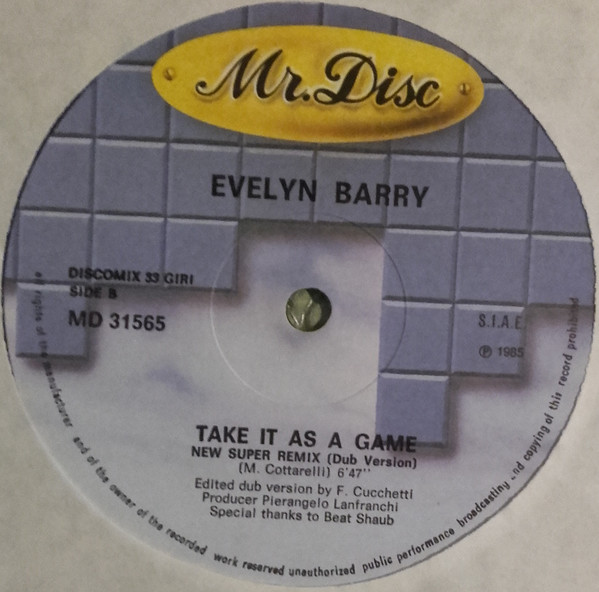 Mr. Disc
EVELYN BARRY
DISCOMIX 33 GIRI
SIDE B
MD 31565
S.I.A.E.
℗ 1985
TAKE IT AS A GAME
NEW SUPER REMIX (Dub Version)
(M. Cottarelli) 6'47''
Edited dub version by F. Cucchetti
Producer Pierangelo Lanfranchi
Special thanks to Beat Shaub
all rights of the manufacturer and of the owner of the recorded work reserved unauthorized public performance broadcasting and copying of this record prohibited